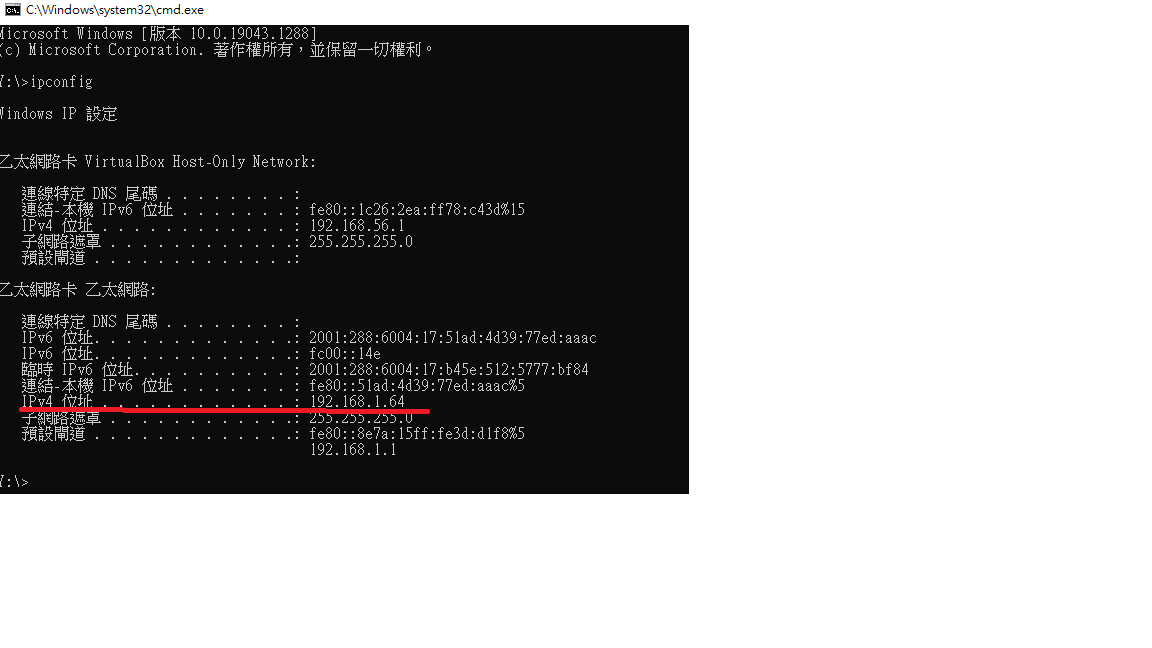 C:\Windows\system32\cmd.exe
Microsoft Windows [版本 10.0.19043.1288]
(c) Microsoft Corporation. 著作權所有，並保留一切權利。
Y:\>ipconfig
Windows IP 設定
乙太網路卡 VirtualBox Host-Only Network:
連線特定 DNS 尾碼 . . . . . . . . :
連結-本機 IPv6 位址 . . . . . . . : fe80::1c26:2ea:ff78:c43d%15
IPv4 位址 . . . . . . . . . . . . : 192.168.56.1
子網路遮罩 . . . . . . . . . . . .: 255.255.255.0
預設閘道 . . . . . . . . . . . . .:
乙太網路卡 乙太網路:
連線特定 DNS 尾碼 . . . . . . . . :
IPv6 位址. . . . . . . . . . . . .: 2001:288:6004:17:51ad:4d39:77ed:aaac
IPv6 位址. . . . . . . . . . . . .: fc00::14e
臨時 IPv6 位址. . . . . . . . . . : 2001:288:6004:17:b45e:512:5777:bf84
連結-本機 IPv6 位址 . . . . . . . : fe80::51ad:4d39:77ed:aaac%5
IPv4 位址 . . . . . . . . . . . . : 192.168.1.64
子網路遮罩 . . . . . . . . . . . .: 255.255.255.0
預設閘道 . . . . . . . . . . . . .: fe80::8e7a:15ff:fe3d:d1f8%5
192.168.1.1
Y:\>